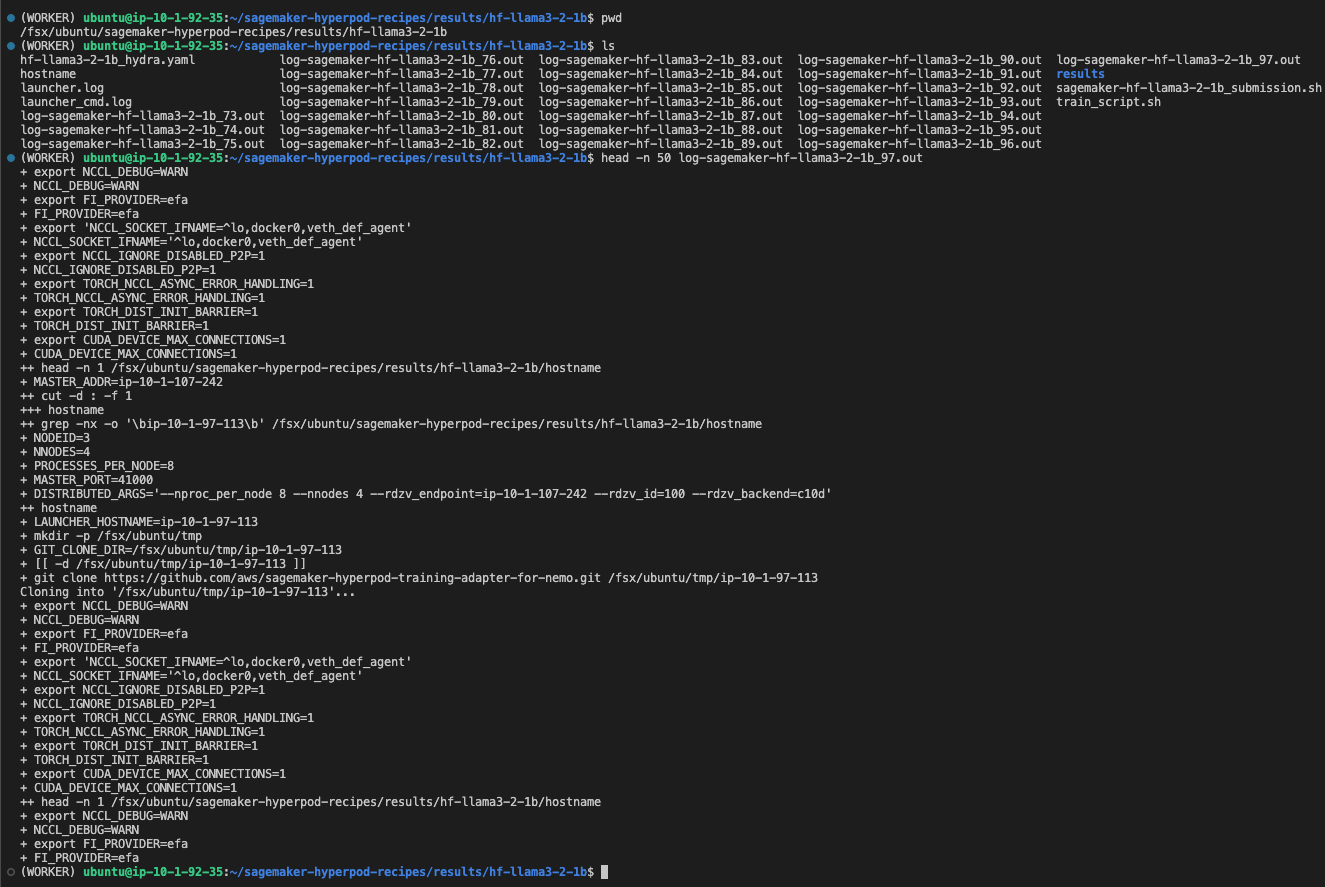 (WORKER) ubuntu@ip-10-1-92-35:~/sagemaker-hyperpod-recipes/results/hf-llama3-2-1b$ pwd
/fsx/ubuntu/sagemaker-hyperpod-recipes/results/hf-llama3-2-1b
(WORKER) ubuntu@ip-10-1-92-35:~/sagemaker-hyperpod-recipes/results/hf-llama3-2-1b$ ls
hf-llama3-2-1b_hydra.yaml log-sagemaker-hf-llama3-2-1b_76.out log-sagemaker-hf-llama3-2-1b_83.out log-sagemaker-hf-llama3-2-1b_90.out log-sagemaker-hf-llama3-2-1b_97.out
hostname log-sagemaker-hf-llama3-2-1b_77.out log-sagemaker-hf-llama3-2-1b_84.out log-sagemaker-hf-llama3-2-1b_91.out results
launcher.log log-sagemaker-hf-llama3-2-1b_78.out log-sagemaker-hf-llama3-2-1b_85.out log-sagemaker-hf-llama3-2-1b_92.out sagemaker-hf-llama3-2-1b_submission.sh
launcher_cmd.log log-sagemaker-hf-llama3-2-1b_79.out log-sagemaker-hf-llama3-2-1b_86.out log-sagemaker-hf-llama3-2-1b_93.out train_script.sh
log-sagemaker-hf-llama3-2-1b_73.out log-sagemaker-hf-llama3-2-1b_80.out log-sagemaker-hf-llama3-2-1b_87.out log-sagemaker-hf-llama3-2-1b_94.out
log-sagemaker-hf-llama3-2-1b_74.out log-sagemaker-hf-llama3-2-1b_81.out log-sagemaker-hf-llama3-2-1b_88.out log-sagemaker-hf-llama3-2-1b_95.out
log-sagemaker-hf-llama3-2-1b_75.out log-sagemaker-hf-llama3-2-1b_82.out log-sagemaker-hf-llama3-2-1b_89.out log-sagemaker-hf-llama3-2-1b_96.out
(WORKER) ubuntu@ip-10-1-92-35:~/sagemaker-hyperpod-recipes/results/hf-llama3-2-1b$ head -n 50 log-sagemaker-hf-llama3-2-1b_97.out
+ export NCCL_DEBUG=WARN
+ NCCL_DEBUG=WARN
+ export FI_PROVIDER=efa
+ FI_PROVIDER=efa
+ export 'NCCL_SOCKET_IFNAME=^lo,docker0,veth_def_agent'
+ NCCL_SOCKET_IFNAME='^lo,docker0,veth_def_agent'
+ export NCCL_IGNORE_DISABLED_P2P=1
+ NCCL_IGNORE_DISABLED_P2P=1
+ export TORCH_NCCL_ASYNC_ERROR_HANDLING=1
+ TORCH_NCCL_ASYNC_ERROR_HANDLING=1
+ export TORCH_DIST_INIT_BARRIER=1
+ TORCH_DIST_INIT_BARRIER=1
+ export CUDA_DEVICE_MAX_CONNECTIONS=1
+ CUDA_DEVICE_MAX_CONNECTIONS=1
++ head -n 1 /fsx/ubuntu/sagemaker-hyperpod-recipes/results/hf-llama3-2-1b/hostname
+ MASTER_ADDR=ip-10-1-107-242
++ cut -d : -f 1
+++ hostname
++ grep -nx -o '\bip-10-1-97-113\b' /fsx/ubuntu/sagemaker-hyperpod-recipes/results/hf-llama3-2-1b/hostname
+ NODEID=3
+ NNODES=4
+ PROCESSES_PER_NODE=8
+ MASTER_PORT=41000
+ DISTRIBUTED_ARGS='--nproc_per_node 8 --nnodes 4 --rdzv_endpoint=ip-10-1-107-242 --rdzv_id=100 --rdzv_backend=c10d'
++ hostname
+ LAUNCHER_HOSTNAME=ip-10-1-97-113
+ mkdir -p /fsx/ubuntu/tmp
+ GIT_CLONE_DIR=/fsx/ubuntu/tmp/ip-10-1-97-113
+ [[ -d /fsx/ubuntu/tmp/ip-10-1-97-113 ]]
+ git clone https://github.com/aws/sagemaker-hyperpod-training-adapter-for-nemo.git /fsx/ubuntu/tmp/ip-10-1-97-113
Cloning into '/fsx/ubuntu/tmp/ip-10-1-97-113'...
+ export NCCL_DEBUG=WARN
+ NCCL_DEBUG=WARN
+ export FI_PROVIDER=efa
+ FI_PROVIDER=efa
+ export 'NCCL_SOCKET_IFNAME=^lo,docker0,veth_def_agent'
+ NCCL_SOCKET_IFNAME='^lo,docker0,veth_def_agent'
+ export NCCL_IGNORE_DISABLED_P2P=1
+ NCCL_IGNORE_DISABLED_P2P=1
+ export TORCH_NCCL_ASYNC_ERROR_HANDLING=1
+ TORCH_NCCL_ASYNC_ERROR_HANDLING=1
+ export TORCH_DIST_INIT_BARRIER=1
+ TORCH_DIST_INIT_BARRIER=1
+ export CUDA_DEVICE_MAX_CONNECTIONS=1
+ CUDA_DEVICE_MAX_CONNECTIONS=1
++ head -n 1 /fsx/ubuntu/sagemaker-hyperpod-recipes/results/hf-llama3-2-1b/hostname
+ export NCCL_DEBUG=WARN
+ NCCL_DEBUG=WARN
+ export FI_PROVIDER=efa
+ FI_PROVIDER=efa
(WORKER) ubuntu@ip-10-1-92-35:~/sagemaker-hyperpod-recipes/results/hf-llama3-2-1b$